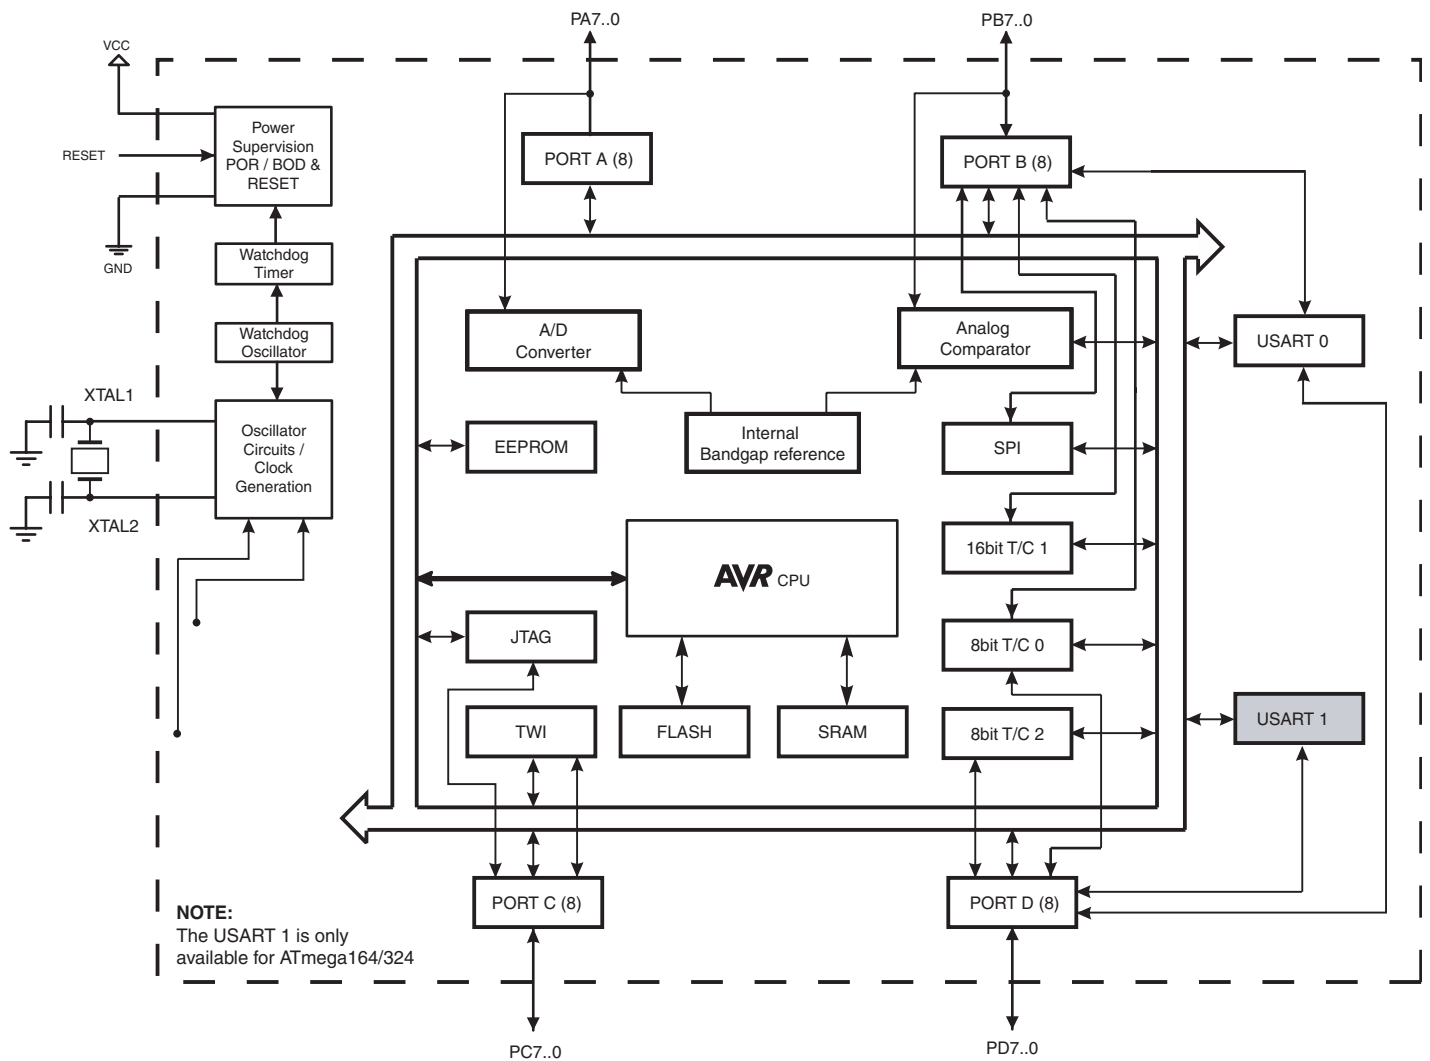 PA7..0
PB7..0
VCC
RESET
GND
Power
Supervision
POR / BOD &
RESET
PORT A (8)
PORT B (8)
Watchdog
Timer
Watchdog
Oscillator
A/D
Converter
Analog
Comparator
USART 0
XTAL1
XTAL2
Oscillator
Circuits /
Clock
Generation
EEPROM
Internal
Bandgap reference
SPI
AVR CPU
16bit T/C 1
JTAG
8bit T/C 0
TWI
FLASH
SRAM
8bit T/C 2
USART 1
PORT C (8)
PORT D (8)
NOTE:
The USART 1 is only
available for ATmega164/324
PC7..0
PD7..0